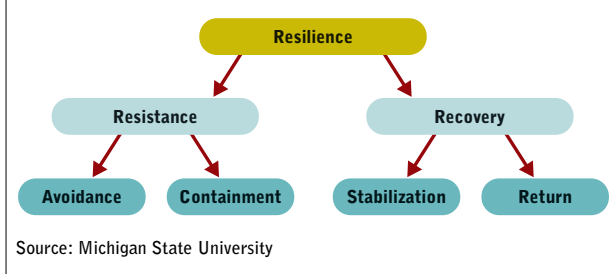 Resilience
Resistance Recovery
Avoidance Containment Stabilization Return
Source: Michigan State University